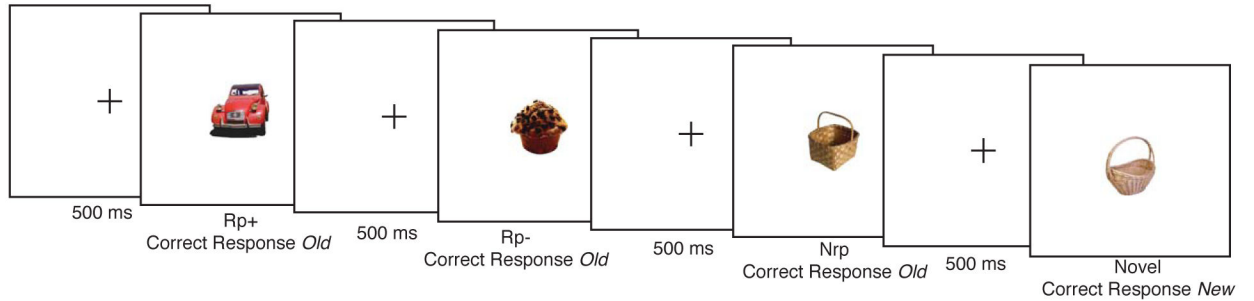 500 ms
Rp+
Correct Response Old
500 ms
Rp-
Correct Response Old
500 ms
Nrp
Correct Response Old
500 ms
Novel
Correct Response New